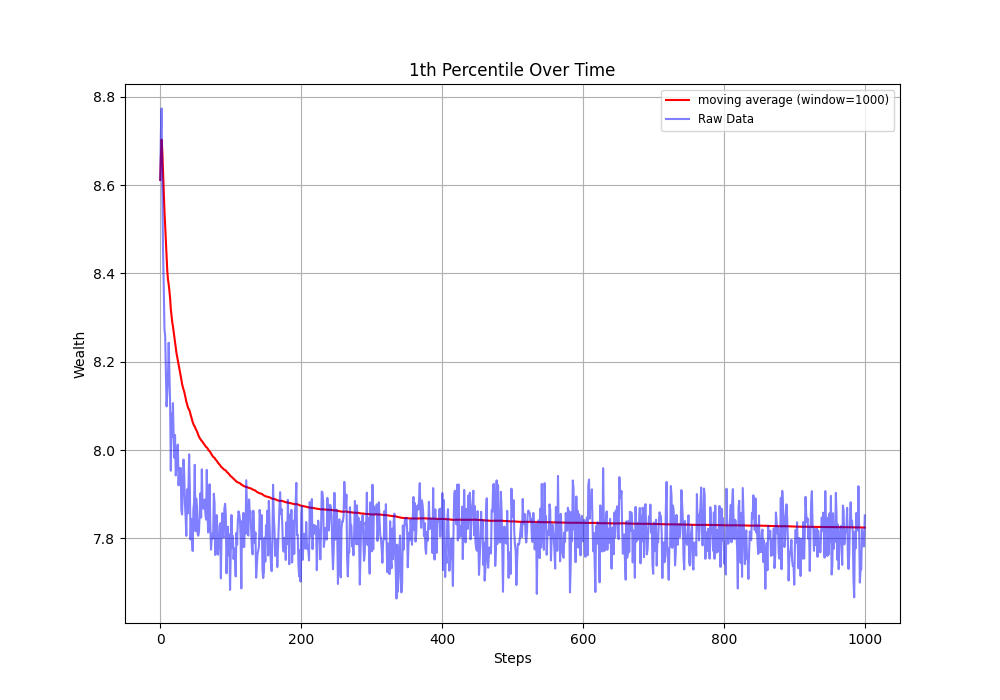 1th Percentile Over Time
moving average (window=1000)
Raw Data
8.8
8.6
8.4
8.2
8.0
7.8
Wealth
0
200
400
600
800
1000
Steps